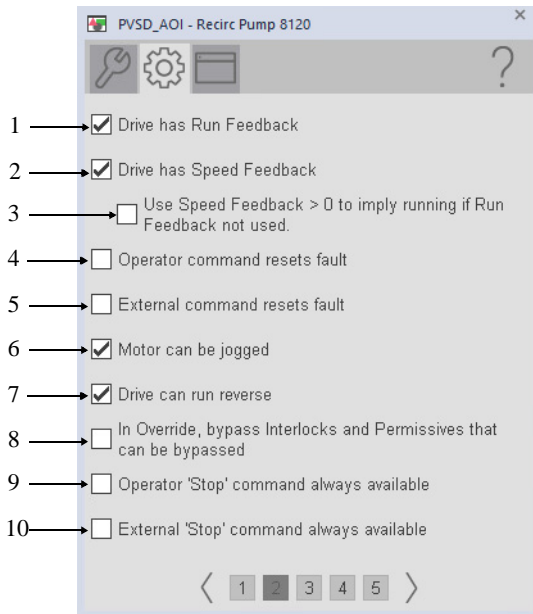 PVSD_AOI - Recirc Pump 8120
×
?
1 Drive has Run Feedback
2 Drive has Speed Feedback
3 Use Speed Feedback > 0 to imply running if Run
Feedback not used.
4 Operator command resets fault
5 External command resets fault
6 Motor can be jogged
7 Drive can run reverse
8 In Override, bypass Interlocks and Permissives that
can be bypassed
9 Operator 'Stop' command always available
10 External 'Stop' command always available
1 2 3 4 5